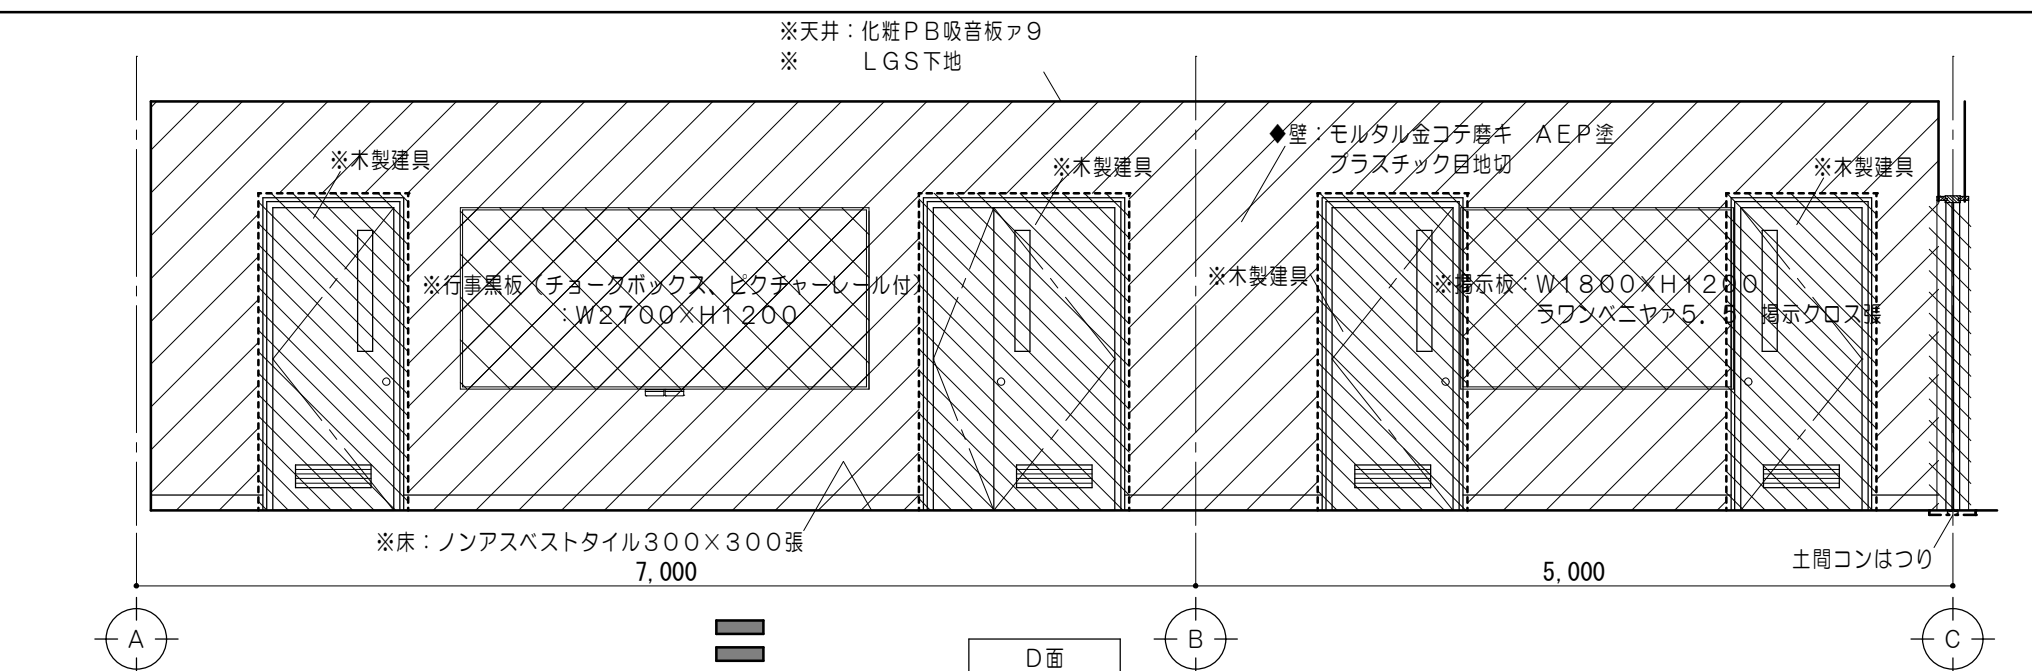 ※天井：化粧ＰＢ吸音板ァ９
※　　ＬＧＳ下地
◆壁：モルタル金コテ磨キ　ＡＥＰ塗
プラスチック目地切
※木製建具
※木製建具
※木製建具
※木製建具
※行事黒板（チョークボックス、ピクチャーレール付）
：Ｗ２７００×Ｈ１２００
※掲示板：Ｗ１８００×Ｈ１２００
ラワンベニヤァ５．５　掲示クロス張
※床：ノンアスベストタイル３００×３００張
土間コンはつり
7,000
5,000
A
B
C
Ｄ面